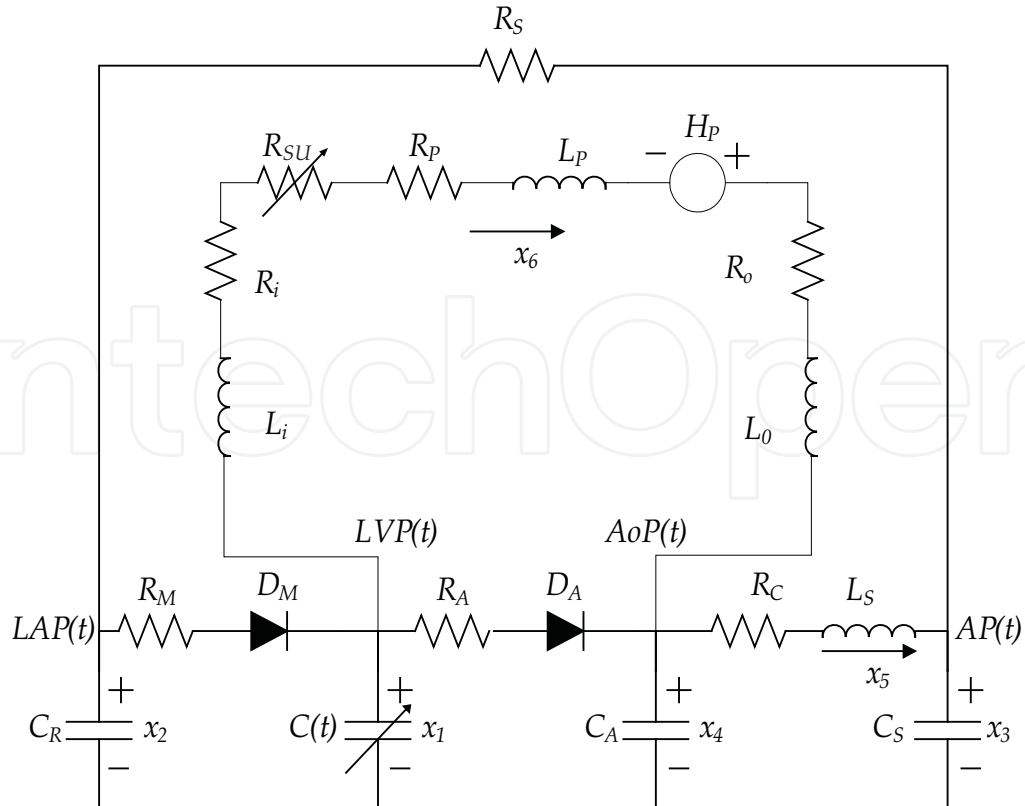 R_S
H_P
R_SU R_P L_P − +
x_6
R_i R_o
L_i L_0
LVP(t) AoP(t)
R_M D_M R_A D_A R_C L_S
LAP(t) AP(t)
x_5
+ + + +
C_R x_2 C(t) x_1 C_A x_4 C_S x_3
− − − −
ntechOpen